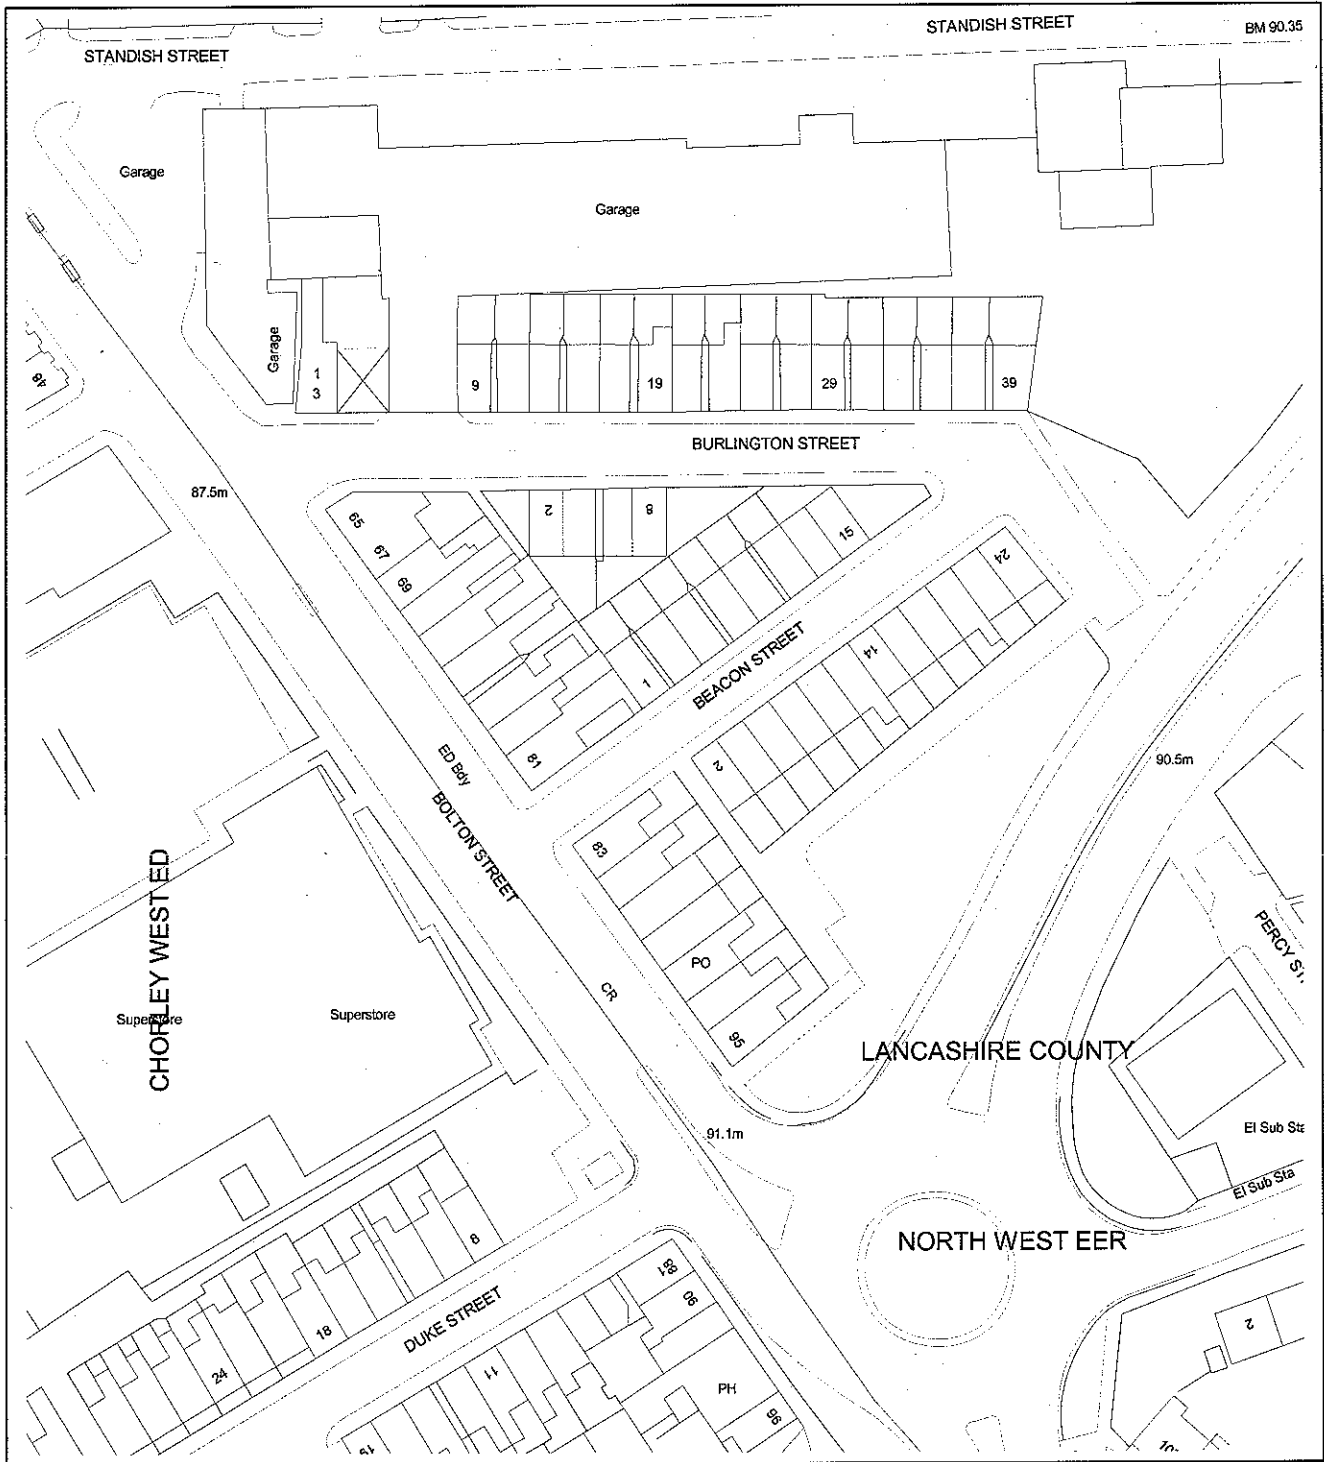 STANDISH STREET
BM 90.35
STANDISH STREET
Garage
Garage
Garage
48
1
3
9
19
29
39
BURLINGTON STREET
87.5m
65
67
69
2
8
15
24
14
BEACON STREET
1
81
2
ED Bdy
BOLTON STREET
90.5m
83
CHORLEY WEST ED
PERCY ST
PO
CR
95
Superstore
Superstore
LANCASHIRE COUNTY
91.1m
El Sub Sta
El Sub Sta
NORTH WEST EER
8
18
24
DUKE STREET
81
90
11
PH
96
2